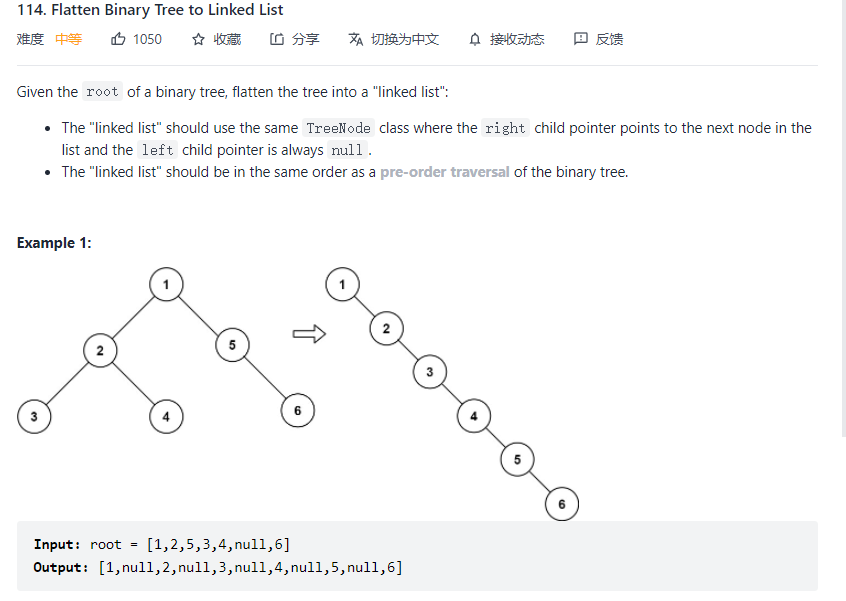 114. Flatten Binary Tree to Linked List
难度 中等 1050 收藏 分享 切换为中文 接收动态 反馈
Given the root of a binary tree, flatten the tree into a "linked list":
• The "linked list" should use the same TreeNode class where the right child pointer points to the next node in the
list and the left child pointer is always null .
• The "linked list" should be in the same order as a pre-order traversal of the binary tree.
Example 1:
1 1
2 5 2
3
3 4 6 4
5
6
Input: root = [1,2,5,3,4,null,6]
Output: [1,null,2,null,3,null,4,null,5,null,6]